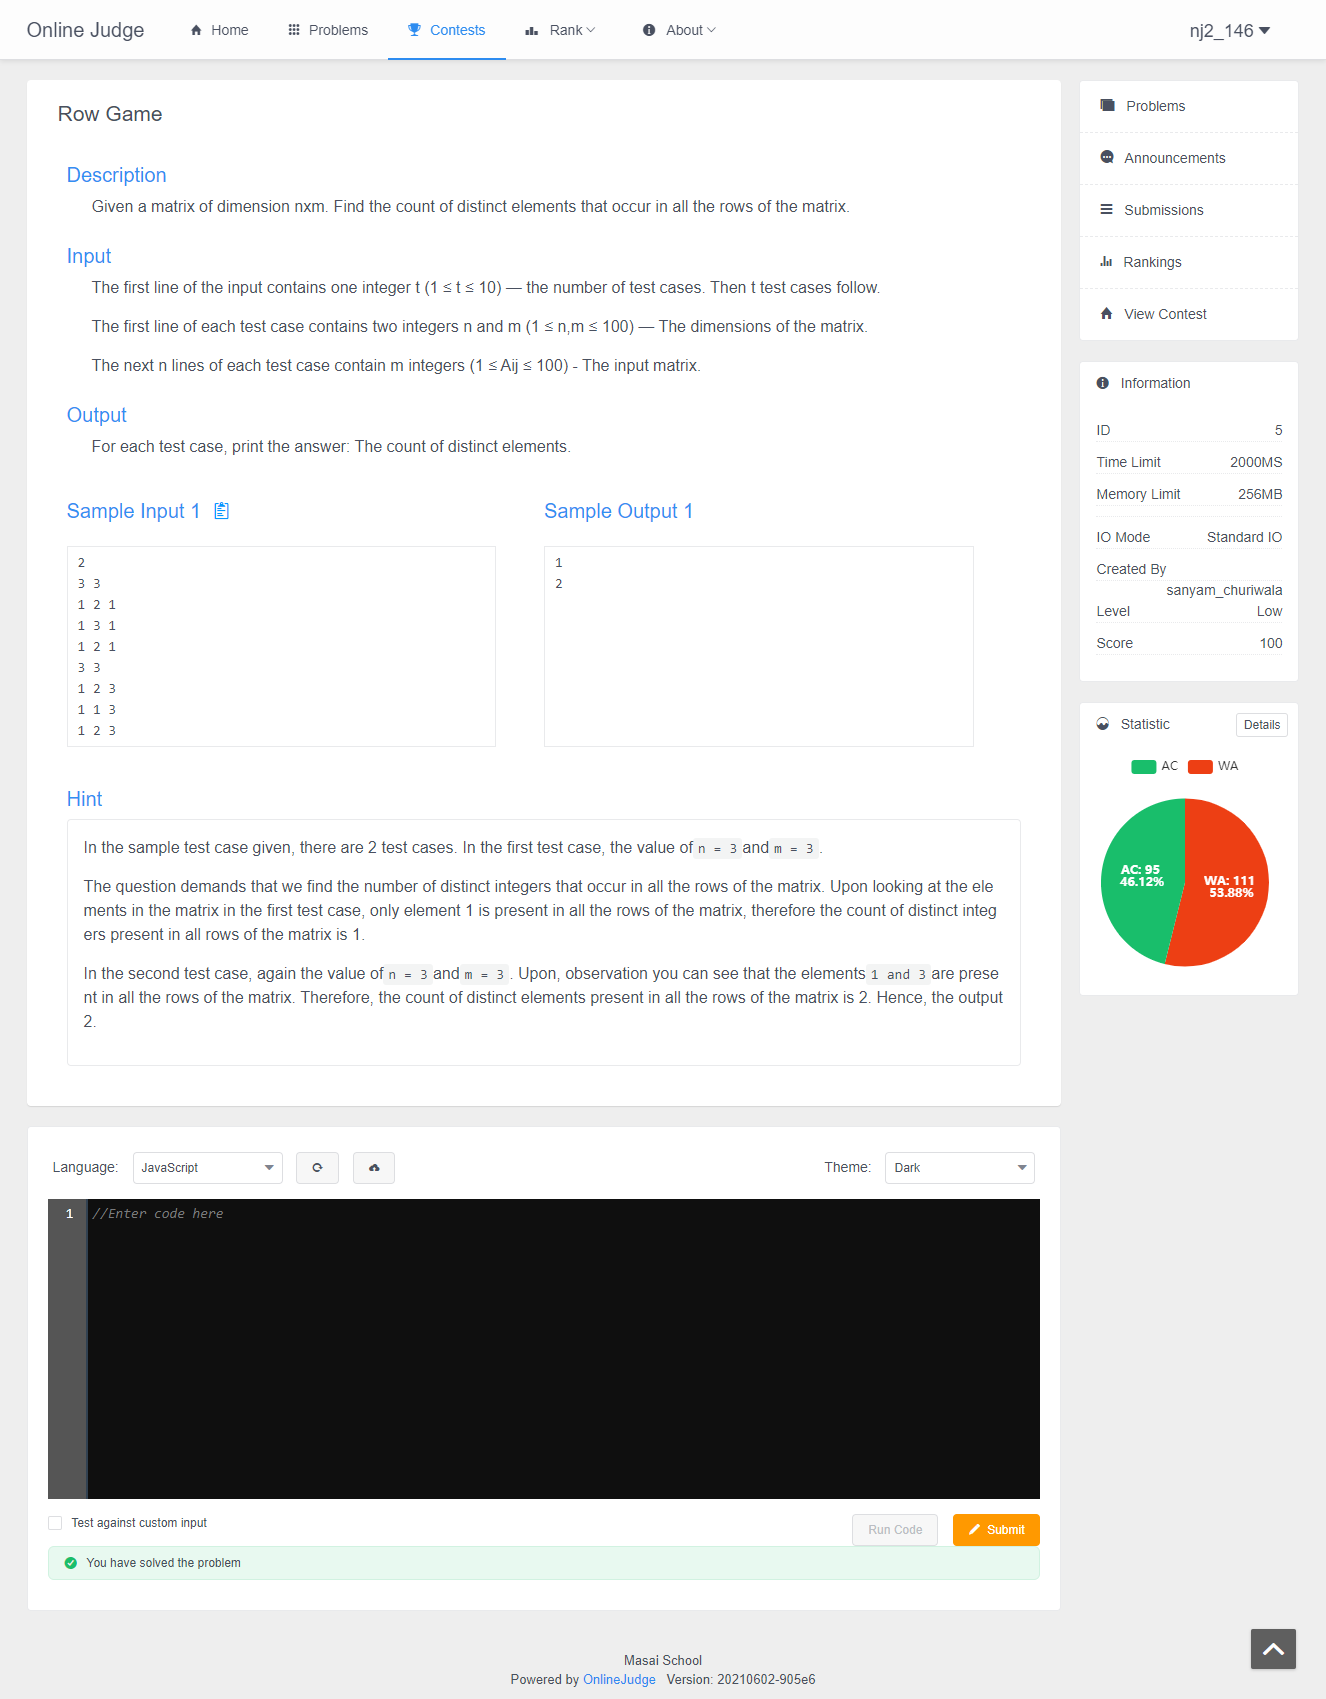 Online Judge
Home
Problems
Contests
Rank
About
nj2_146
Row Game
Description
Given a matrix of dimension nxm. Find the count of distinct elements that occur in all the rows of the matrix.
Input
The first line of the input contains one integer t (1 ≤ t ≤ 10) — the number of test cases. Then t test cases follow.
The first line of each test case contains two integers n and m (1 ≤ n,m ≤ 100) — The dimensions of the matrix.
The next n lines of each test case contain m integers (1 ≤ Aij ≤ 100) - The input matrix.
Output
For each test case, print the answer: The count of distinct elements.
Sample Input 1
2
3 3
1 2 1
1 3 1
1 2 1
3 3
1 2 3
1 1 3
1 2 3
Sample Output 1
1
2
Hint
In the sample test case given, there are 2 test cases. In the first test case, the value of n = 3 and m = 3 .
The question demands that we find the number of distinct integers that occur in all the rows of the matrix. Upon looking at the ele
ments in the matrix in the first test case, only element 1 is present in all the rows of the matrix, therefore the count of distinct integ
ers present in all rows of the matrix is 1.
In the second test case, again the value of n = 3 and m = 3 . Upon, observation you can see that the elements 1 and 3 are prese
nt in all the rows of the matrix. Therefore, the count of distinct elements present in all the rows of the matrix is 2. Hence, the output
2.
Language:
JavaScript
Theme:
Dark
1 //Enter code here
Test against custom input
Run Code
Submit
You have solved the problem
Problems
Announcements
Submissions
Rankings
View Contest
Information
ID 5
Time Limit 2000MS
Memory Limit 256MB
IO Mode Standard IO
Created By
sanyam_churiwala
Level Low
Score 100
Statistic
Details
AC WA
AC: 95
46.12%
WA: 111
53.88%
Masai School
Powered by OnlineJudge Version: 20210602-905e6